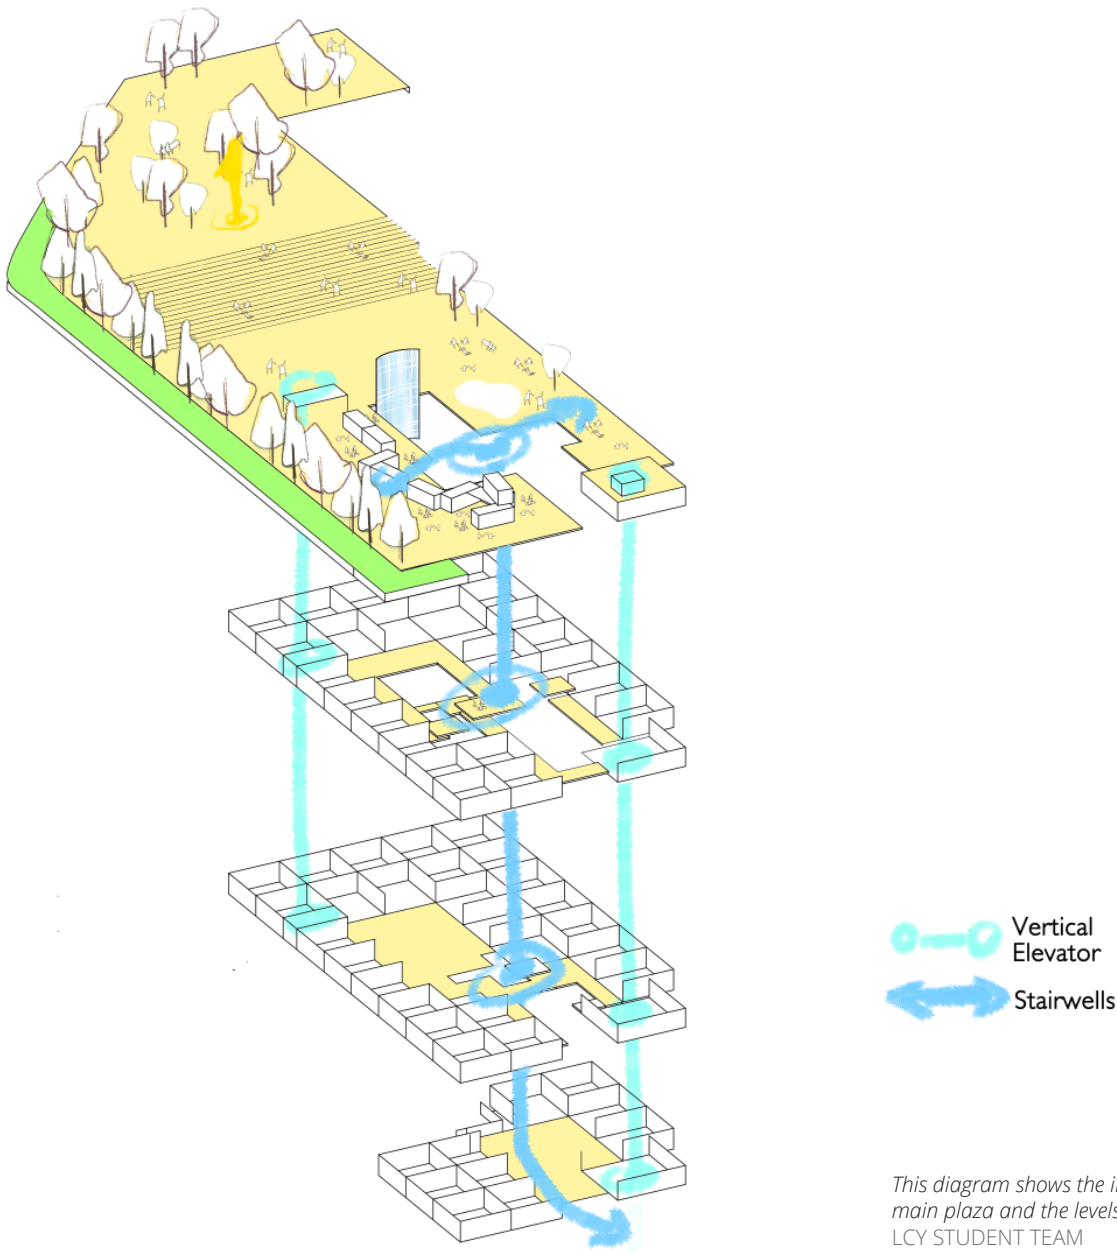 Vertical
Elevator
Stairwells
This diagram shows the
main plaza and the levels
LCY STUDENT TEAM